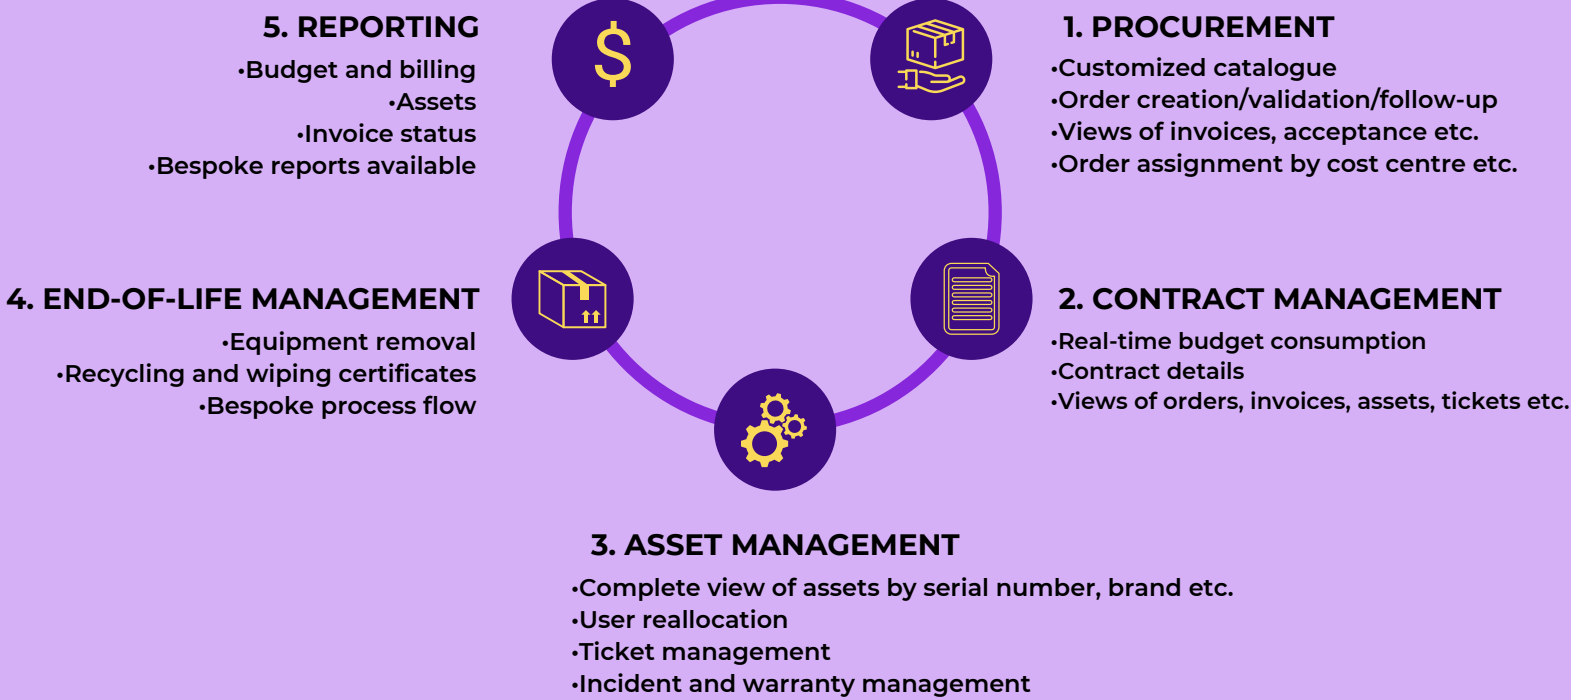 1. PROCUREMENT
•Customized catalogue
•Order creation/validation/follow-up
•Views of invoices, acceptance etc.
•Order assignment by cost centre etc.
2. CONTRACT MANAGEMENT
•Real-time budget consumption
•Contract details
•Views of orders, invoices, assets, tickets etc.
3. ASSET MANAGEMENT
•Complete view of assets by serial number, brand etc.
•User reallocation
•Ticket management
•Incident and warranty management
4. END-OF-LIFE MANAGEMENT
•Equipment removal
•Recycling and wiping certificates
•Bespoke process flow
5. REPORTING
•Budget and billing
•Assets
•Invoice status
•Bespoke reports available
$